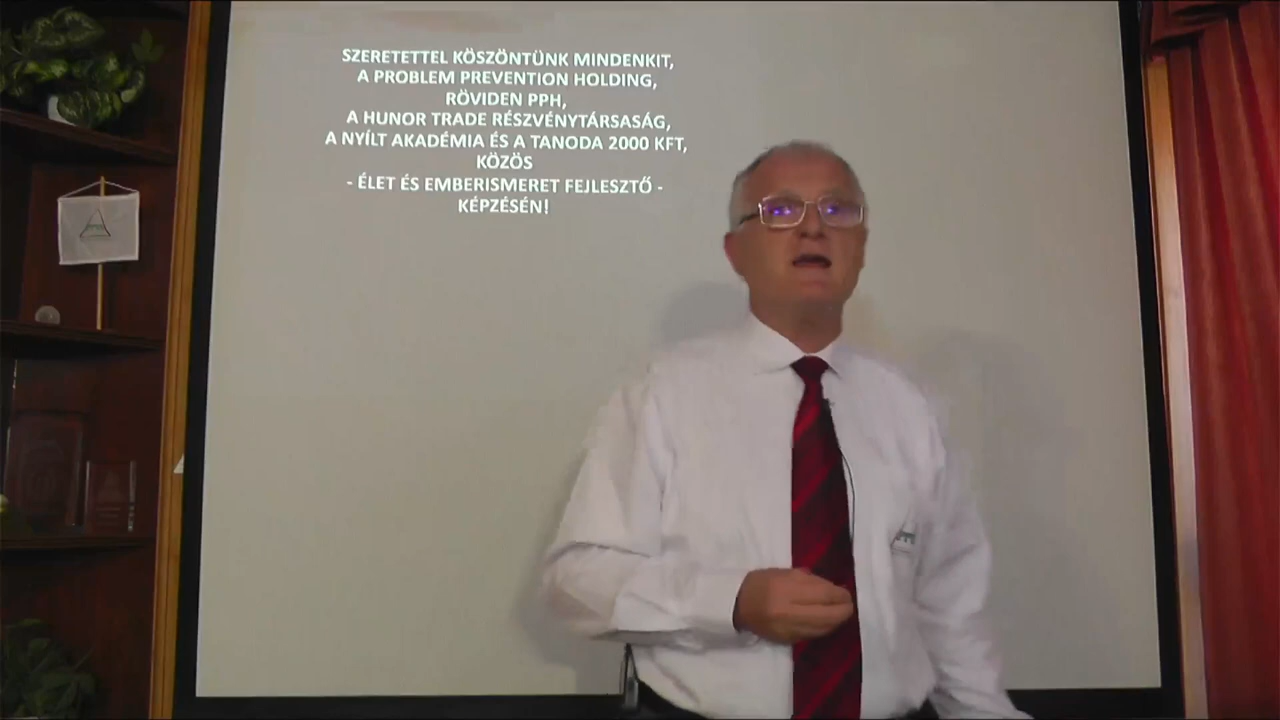 SZERETETTEL KÖSZÖNTÜNK MINDENKIT,
A PROBLEM PREVENTION HOLDING,
RÖVIDEN PPH,
A HUNOR TRADE RÉSZVÉNYTÁRSASÁG,
A NYÍLT AKADÉMIA ÉS A TANODA 2000 KFT,
KÖZÖS
- ÉLET ÉS EMBERISMERET FEJLESZTŐ -
KÉPZÉSÉN!